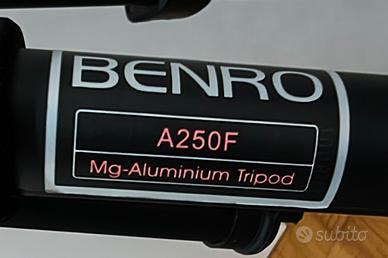 BENRO
A250F
Mg-Aluminium Tripod
subito